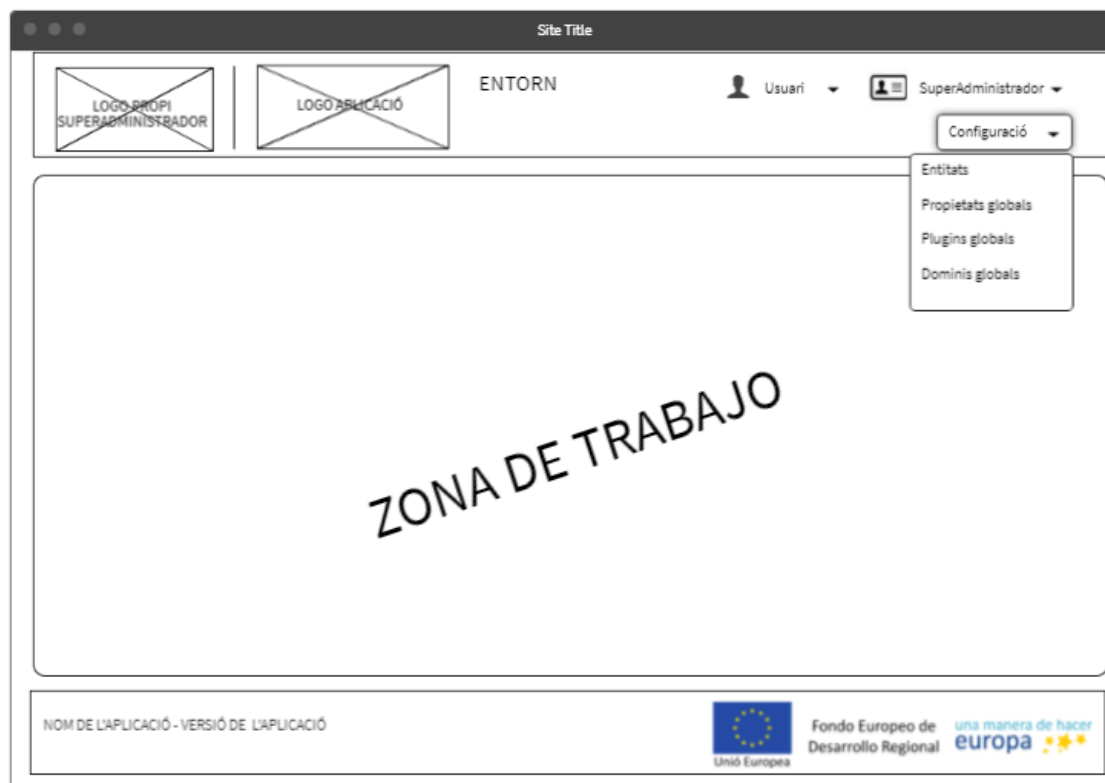 Site Title
LOGO PROPI
SUPERADMINISTRADOR
LOGO APLICACIÓ
ENTORN
Usuari
SuperAdministrador
Configuració
Entitats
Propietats globals
Plugins globals
Dominis globals
ZONA DE TRABAJO
NOM DE L'APLICACIÓ - VERSIÓ DE L'APLICACIÓ
Unió Europea
Fondo Europeo de
Desarrollo Regional
una manera de hacer
europa